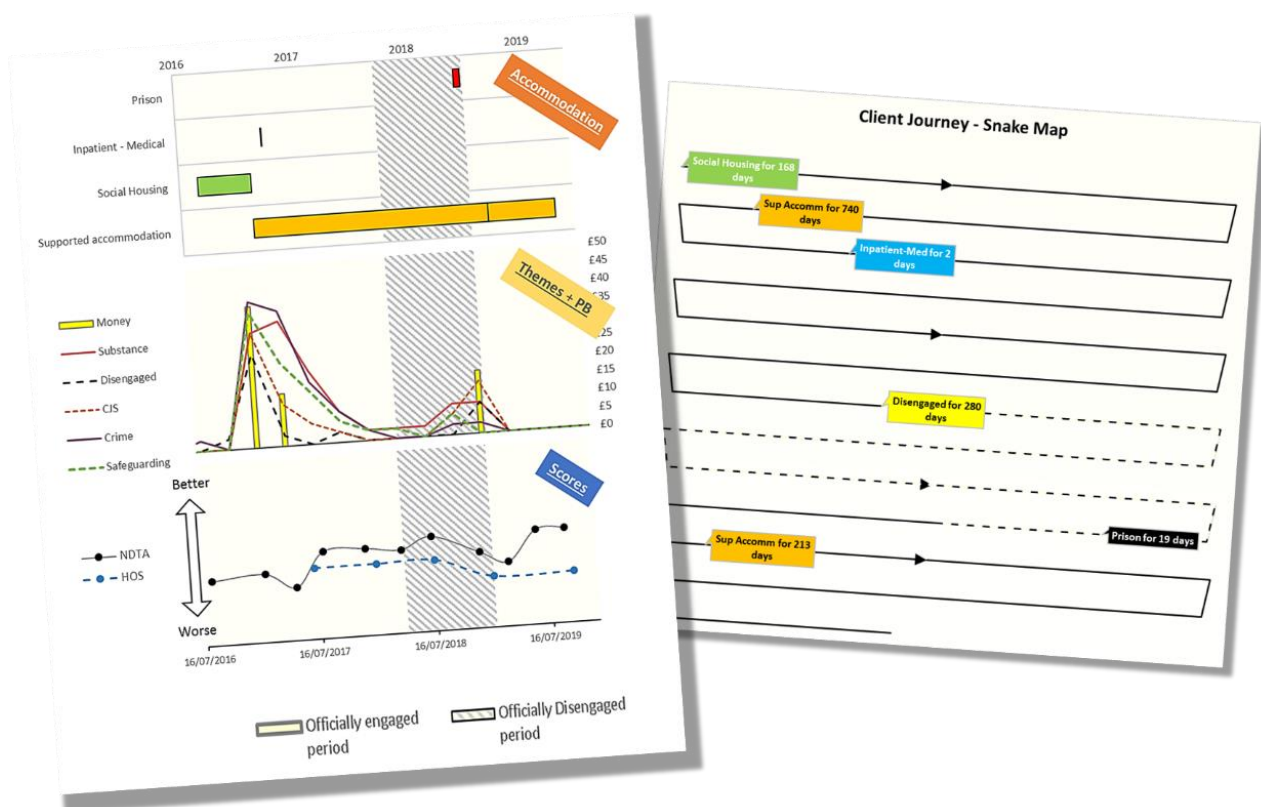 2016
2017
2018
2019
Prison
Inpatient - Medical
Social Housing
Supported accommodation
Accommodation
£50
£45
£40
£35
£25
£20
£15
£10
£5
£0
Themes + PB
Money
Substance
Disengaged
CJS
Crime
Safeguarding
Better
Scores
NDTA
HOS
Worse
16/07/2016
16/07/2017
16/07/2018
16/07/2019
Officially engaged
period
Officially Disengaged
period
Client Journey - Snake Map
Social Housing for 168
days
Sup Accomm for 740
days
Inpatient-Med for 2
days
Disengaged for 280
days
Prison for 19 days
Sup Accomm for 213
days